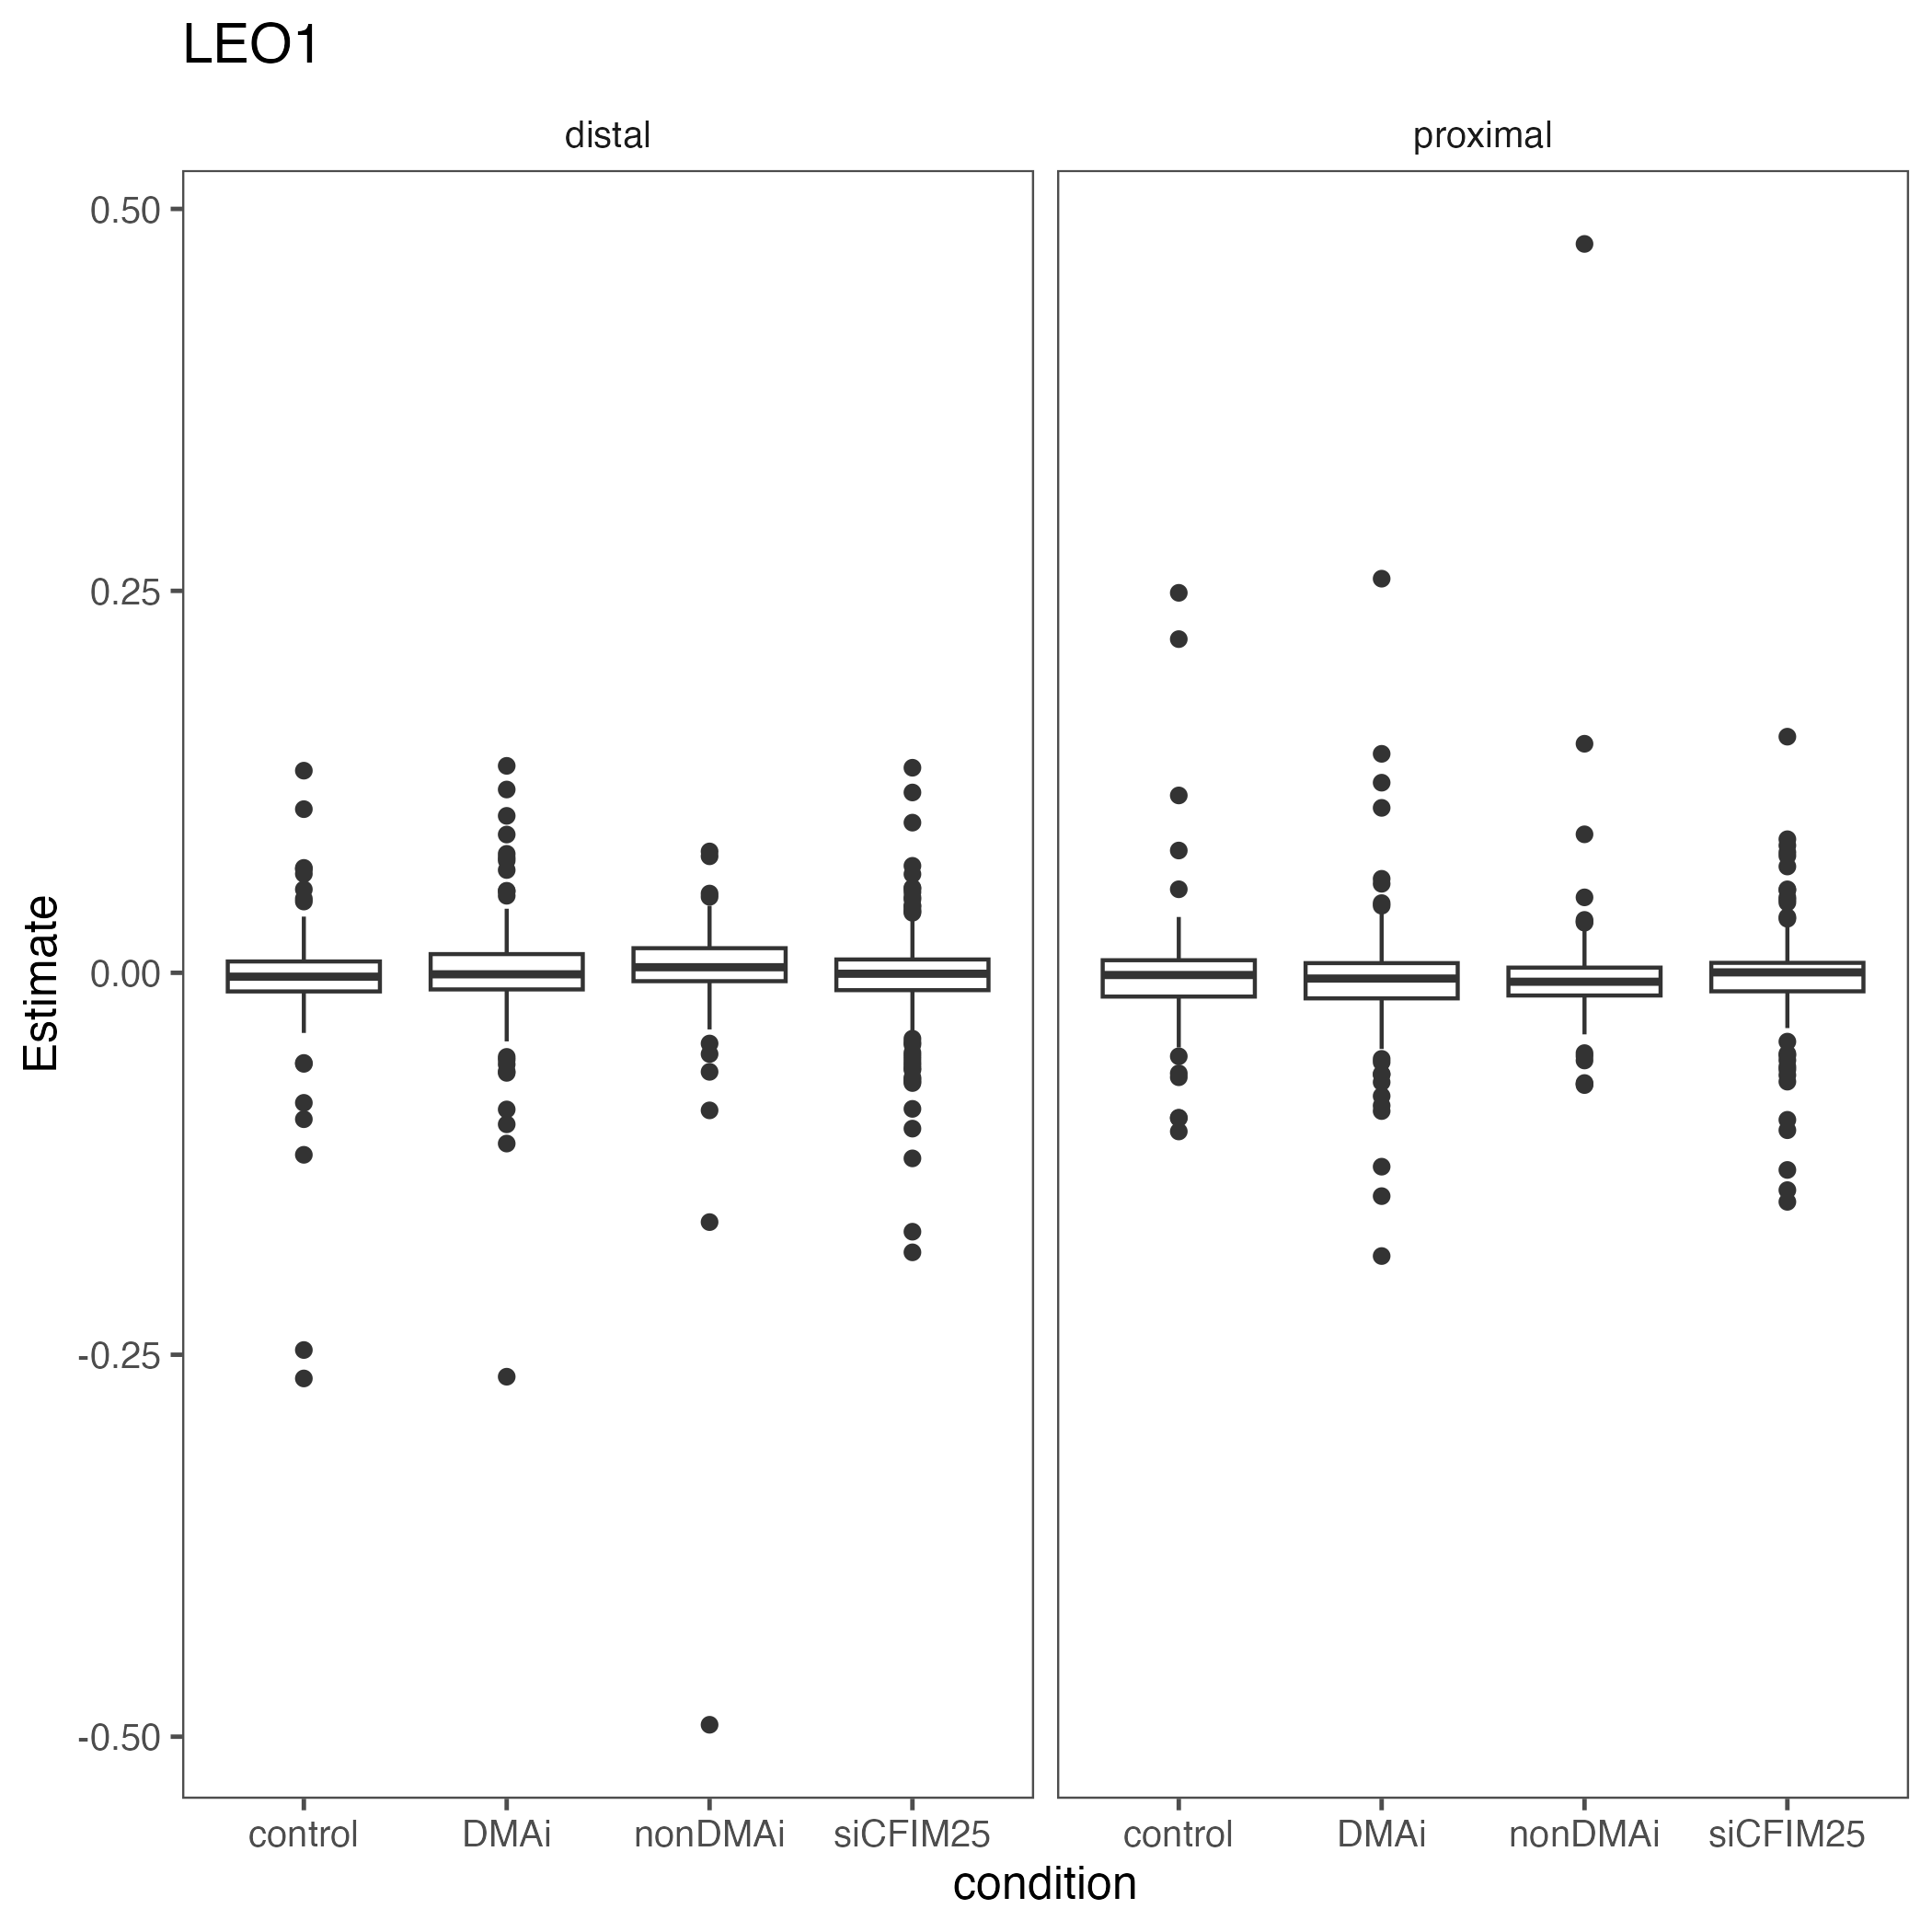 LEO1
distal
proximal
Estimate
0.50
0.25
0.00
-0.25
-0.50
control DMAi nonDMAi siCFIM25
control DMAi nonDMAi siCFIM25
condition